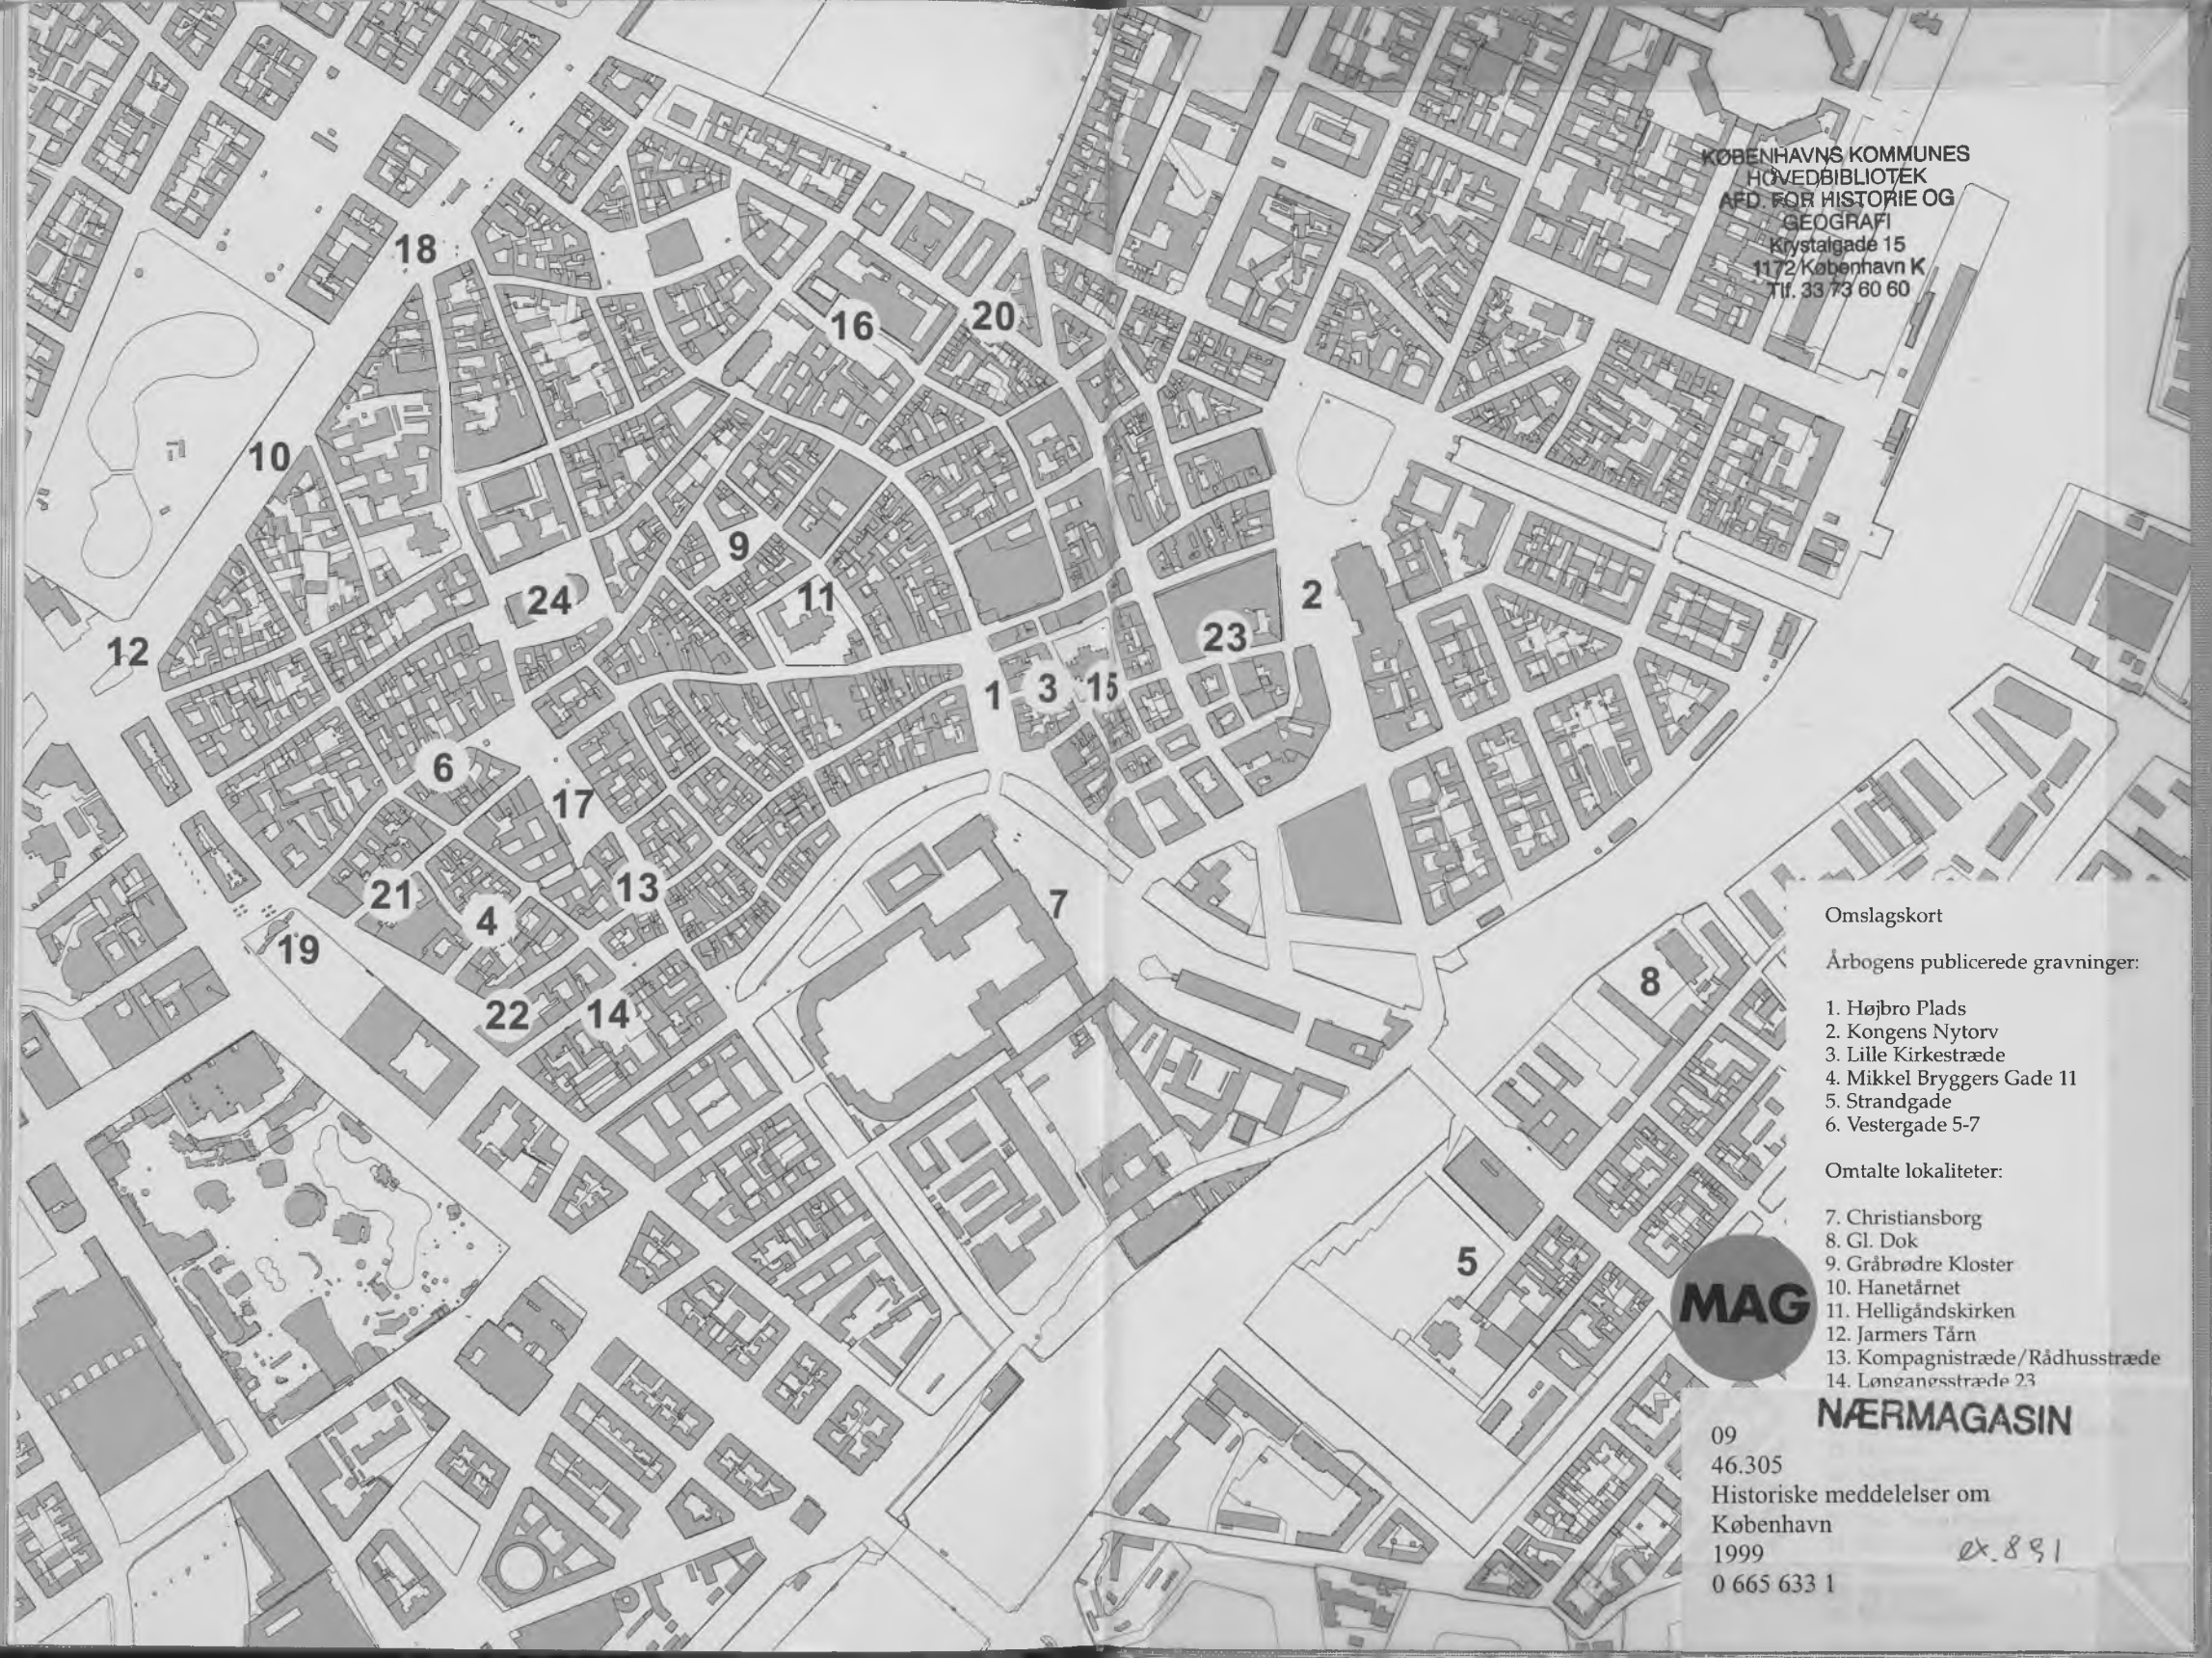 KØBENHAVNS KOMMUNES
HOVEDBIBLIOTEK
AFD. FOR HISTORIE OG
GEOGRAFI
Krystalgade 15
1172 København K
Tlf. 33 73 60 60
18
16
20
10
9
24
11
2
12
23
1
3
15
6
17
21
13
4
7
19
22
14
8
5
Omslagskort
Årbogens publicerede gravninger:
1. Højbro Plads
2. Kongens Nytorv
3. Lille Kirkestræde
4. Mikkel Bryggers Gade 11
5. Strandgade
6. Vestergade 5-7
Omtalte lokaliteter:
7. Christiansborg
8. Gl. Dok
9. Gråbrødre Kloster
10. Hanetårnet
11. Helligåndskirken
12. Jarmers Tårn
13. Kompagnistræde/Rådhusstræde
14. Løngangsstræde 23
MAG
NÆRMAGASIN
09
46.305
Historiske meddelelser om
København
1999
0 665 633 1
ex. 891